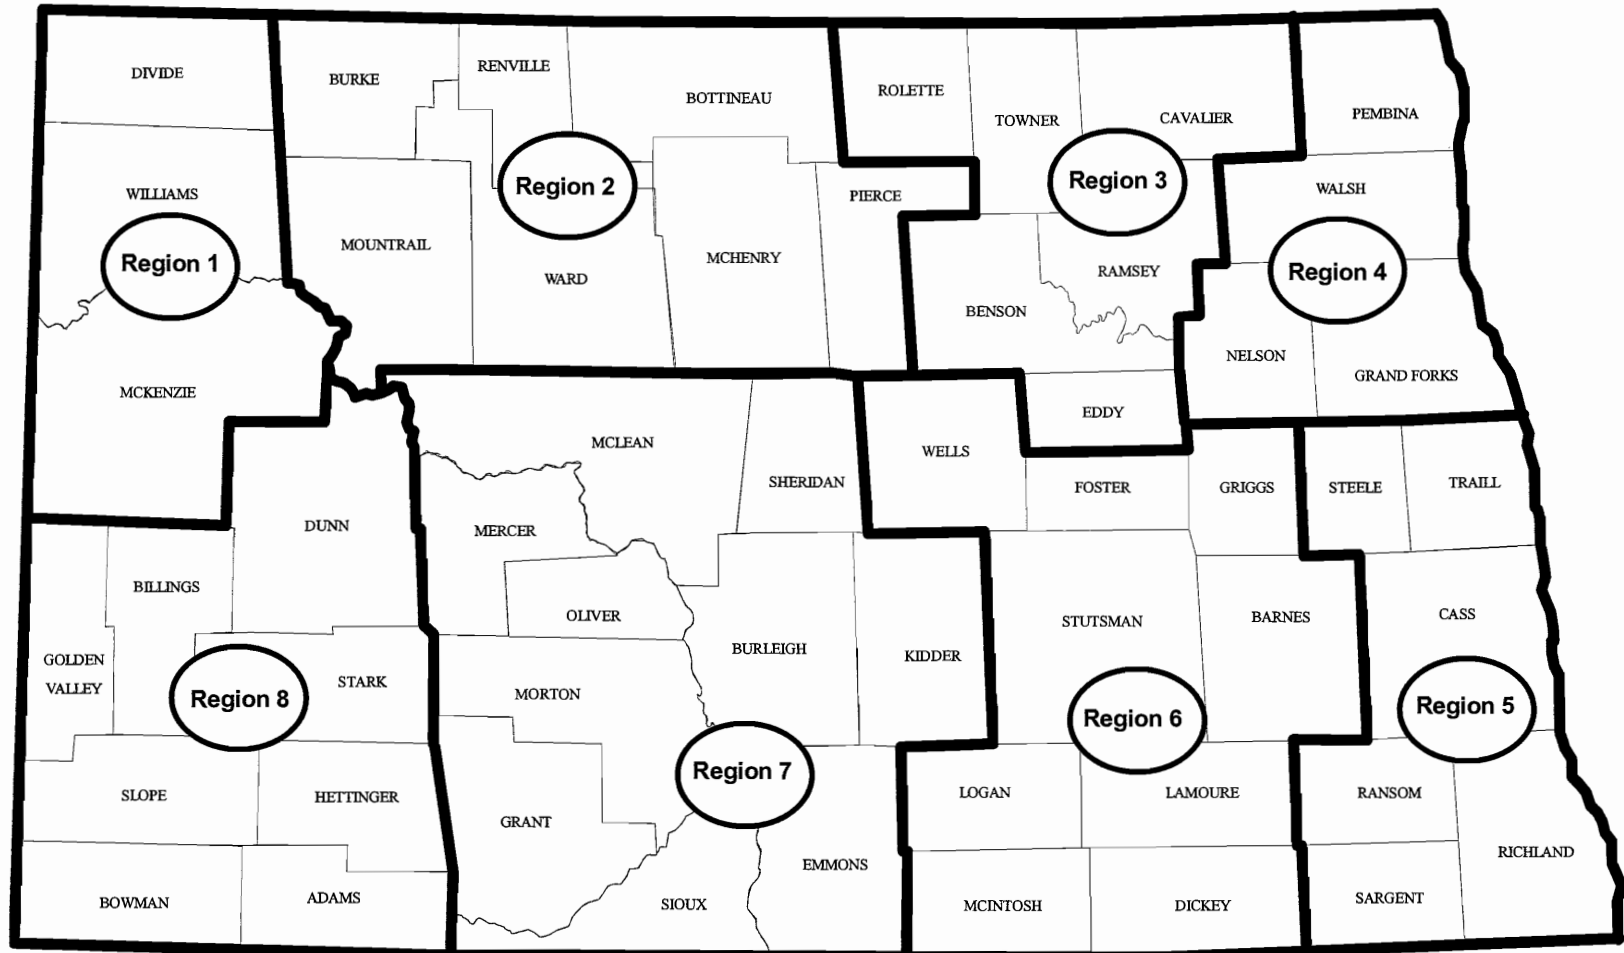 DIVIDE
BURKE
RENVILLE
BOTTINEAU
ROLETTE
TOWNER
CAVALIER
PEMBINA
WILLIAMS
Region 1
MOUNTRAIL
Region 2
WARD
MCHENRY
PIERCE
Region 3
WALSH
Region 4
RAMSEY
BENSON
NELSON
GRAND FORKS
MCKENZIE
EDDY
MCLEAN
SHERIDAN
WELLS
FOSTER
GRIGGS
STEELE
TRAILL
DUNN
MERCER
BILLINGS
OLIVER
BURLEIGH
KIDDER
STUTSMAN
BARNES
CASS
GOLDEN
VALLEY
Region 8
STARK
MORTON
Region 7
Region 6
Region 5
SLOPE
HETTINGER
GRANT
LOGAN
LAMOURE
RANSOM
EMMONS
RICHLAND
BOWMAN
ADAMS
SIOUX
MCINTOSH
DICKEY
SARGENT